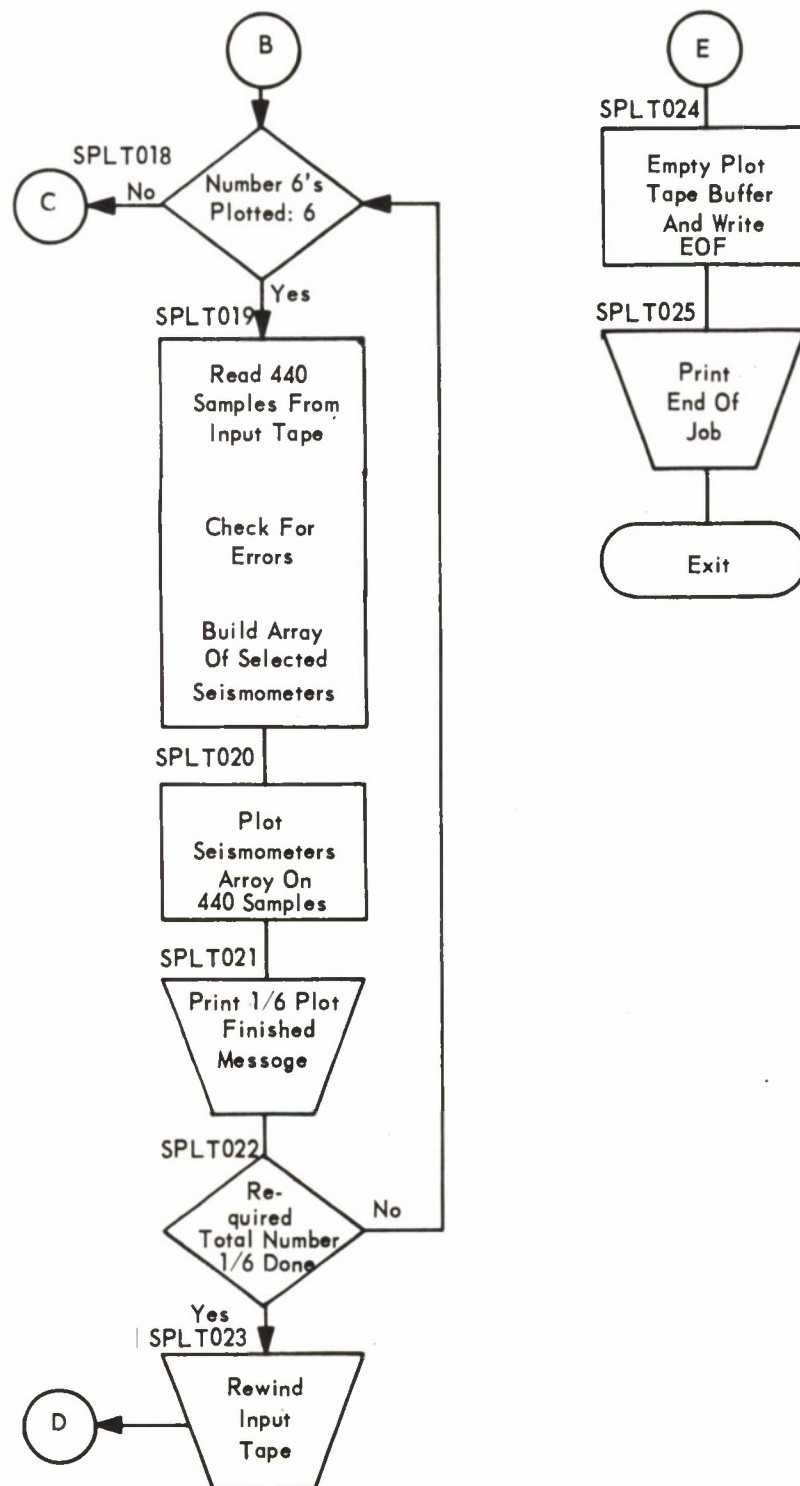 B
SPLT018
Number 6's
Plotted: 6
No
C
Yes
SPLT019
Read 440
Samples From
Input Tape
Check For
Errors
Build Array
Of Selected
Seismometers
SPLT020
Plot
Seismometers
Arroy On
440 Samples
SPLT021
Print 1/6 Plot
Finished
Messoge
SPLT022
Re-
quired
Total Number
1/6 Done
No
Yes
SPLT023
Rewind
Input
Tape
D
E
SPLT024
Empty Plot
Tape Buffer
And Write
EOF
SPLT025
Print
End Of
Job
Exit